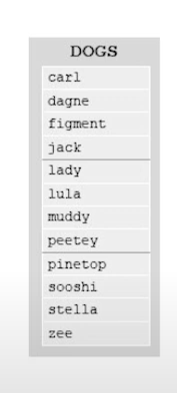 DOGS
carl
dagne
figment
jack
lady
lula
muddy
peetey
pinetop
sooshi
stella
zee